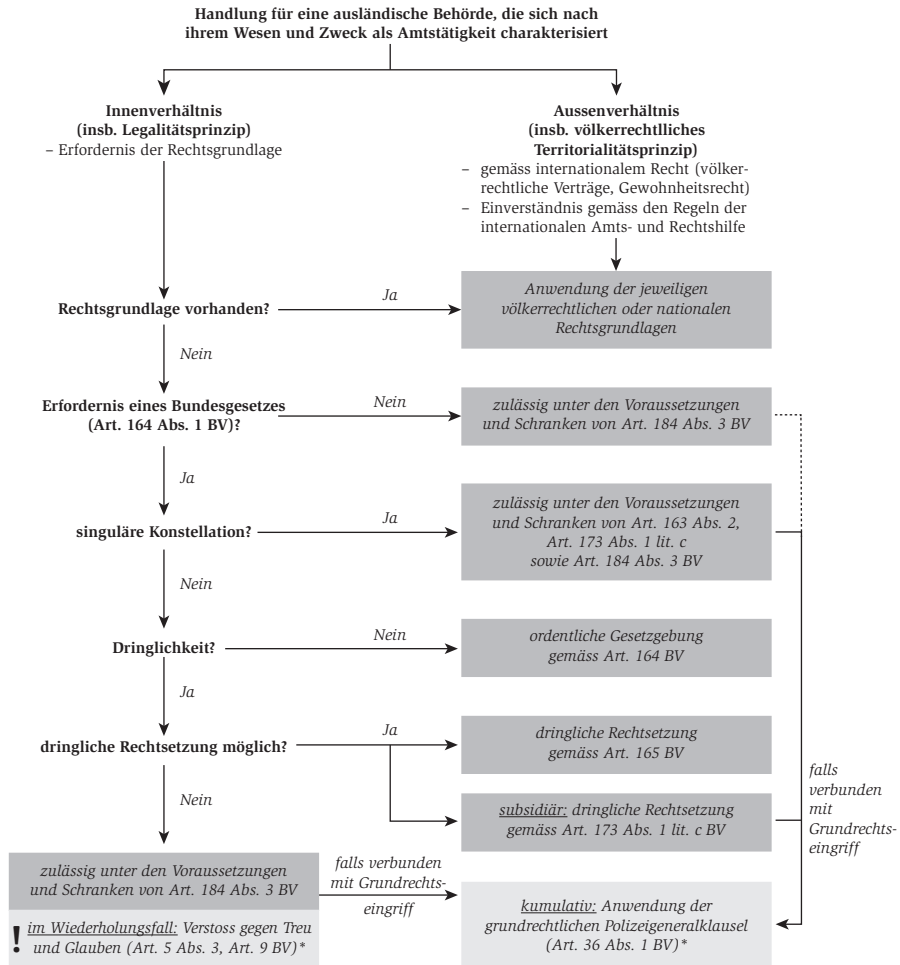 Handlung für eine ausländische Behörde, die sich nach
ihrem Wesen und Zweck als Amtstätigkeit charakterisiert
Innenverhältnis
(insb. Legalitätsprinzip)
– Erfordernis der Rechtsgrundlage
Aussenverhältnis
(insb. völkerrechtlliches
Territorialitätsprinzip)
– gemäss internationalem Recht (völker-
rechtliche Verträge, Gewohnheitsrecht)
– Einverständnis gemäss den Regeln der
internationalen Amts- und Rechtshilfe
Rechtsgrundlage vorhanden?
Ja
Anwendung der jeweiligen
völkerrechtlichen oder nationalen
Rechtsgrundlagen
Nein
Erfordernis eines Bundesgesetzes
(Art. 164 Abs. 1 BV)?
Nein
zulässig unter den Voraussetzungen
und Schranken von Art. 184 Abs. 3 BV
Ja
singuläre Konstellation?
Ja
zulässig unter den Voraussetzungen
und Schranken von Art. 163 Abs. 2,
Art. 173 Abs. 1 lit. c
sowie Art. 184 Abs. 3 BV
Nein
Dringlichkeit?
Nein
ordentliche Gesetzgebung
gemäss Art. 164 BV
Ja
dringliche Rechtsetzung möglich?
Ja
dringliche Rechtsetzung
gemäss Art. 165 BV
Nein
subsidiär: dringliche Rechtsetzung
gemäss Art. 173 Abs. 1 lit. c BV
falls
verbunden
mit
Grundrechts-
eingriff
zulässig unter den Voraussetzungen
und Schranken von Art. 184 Abs. 3 BV
falls verbunden
mit Grundrechts-
eingriff
! im Wiederholungsfall: Verstoss gegen Treu
und Glauben (Art. 5 Abs. 3, Art. 9 BV)*
kumulativ: Anwendung der
grundrechtlichen Polizeigeneralklausel
(Art. 36 Abs. 1 BV)*